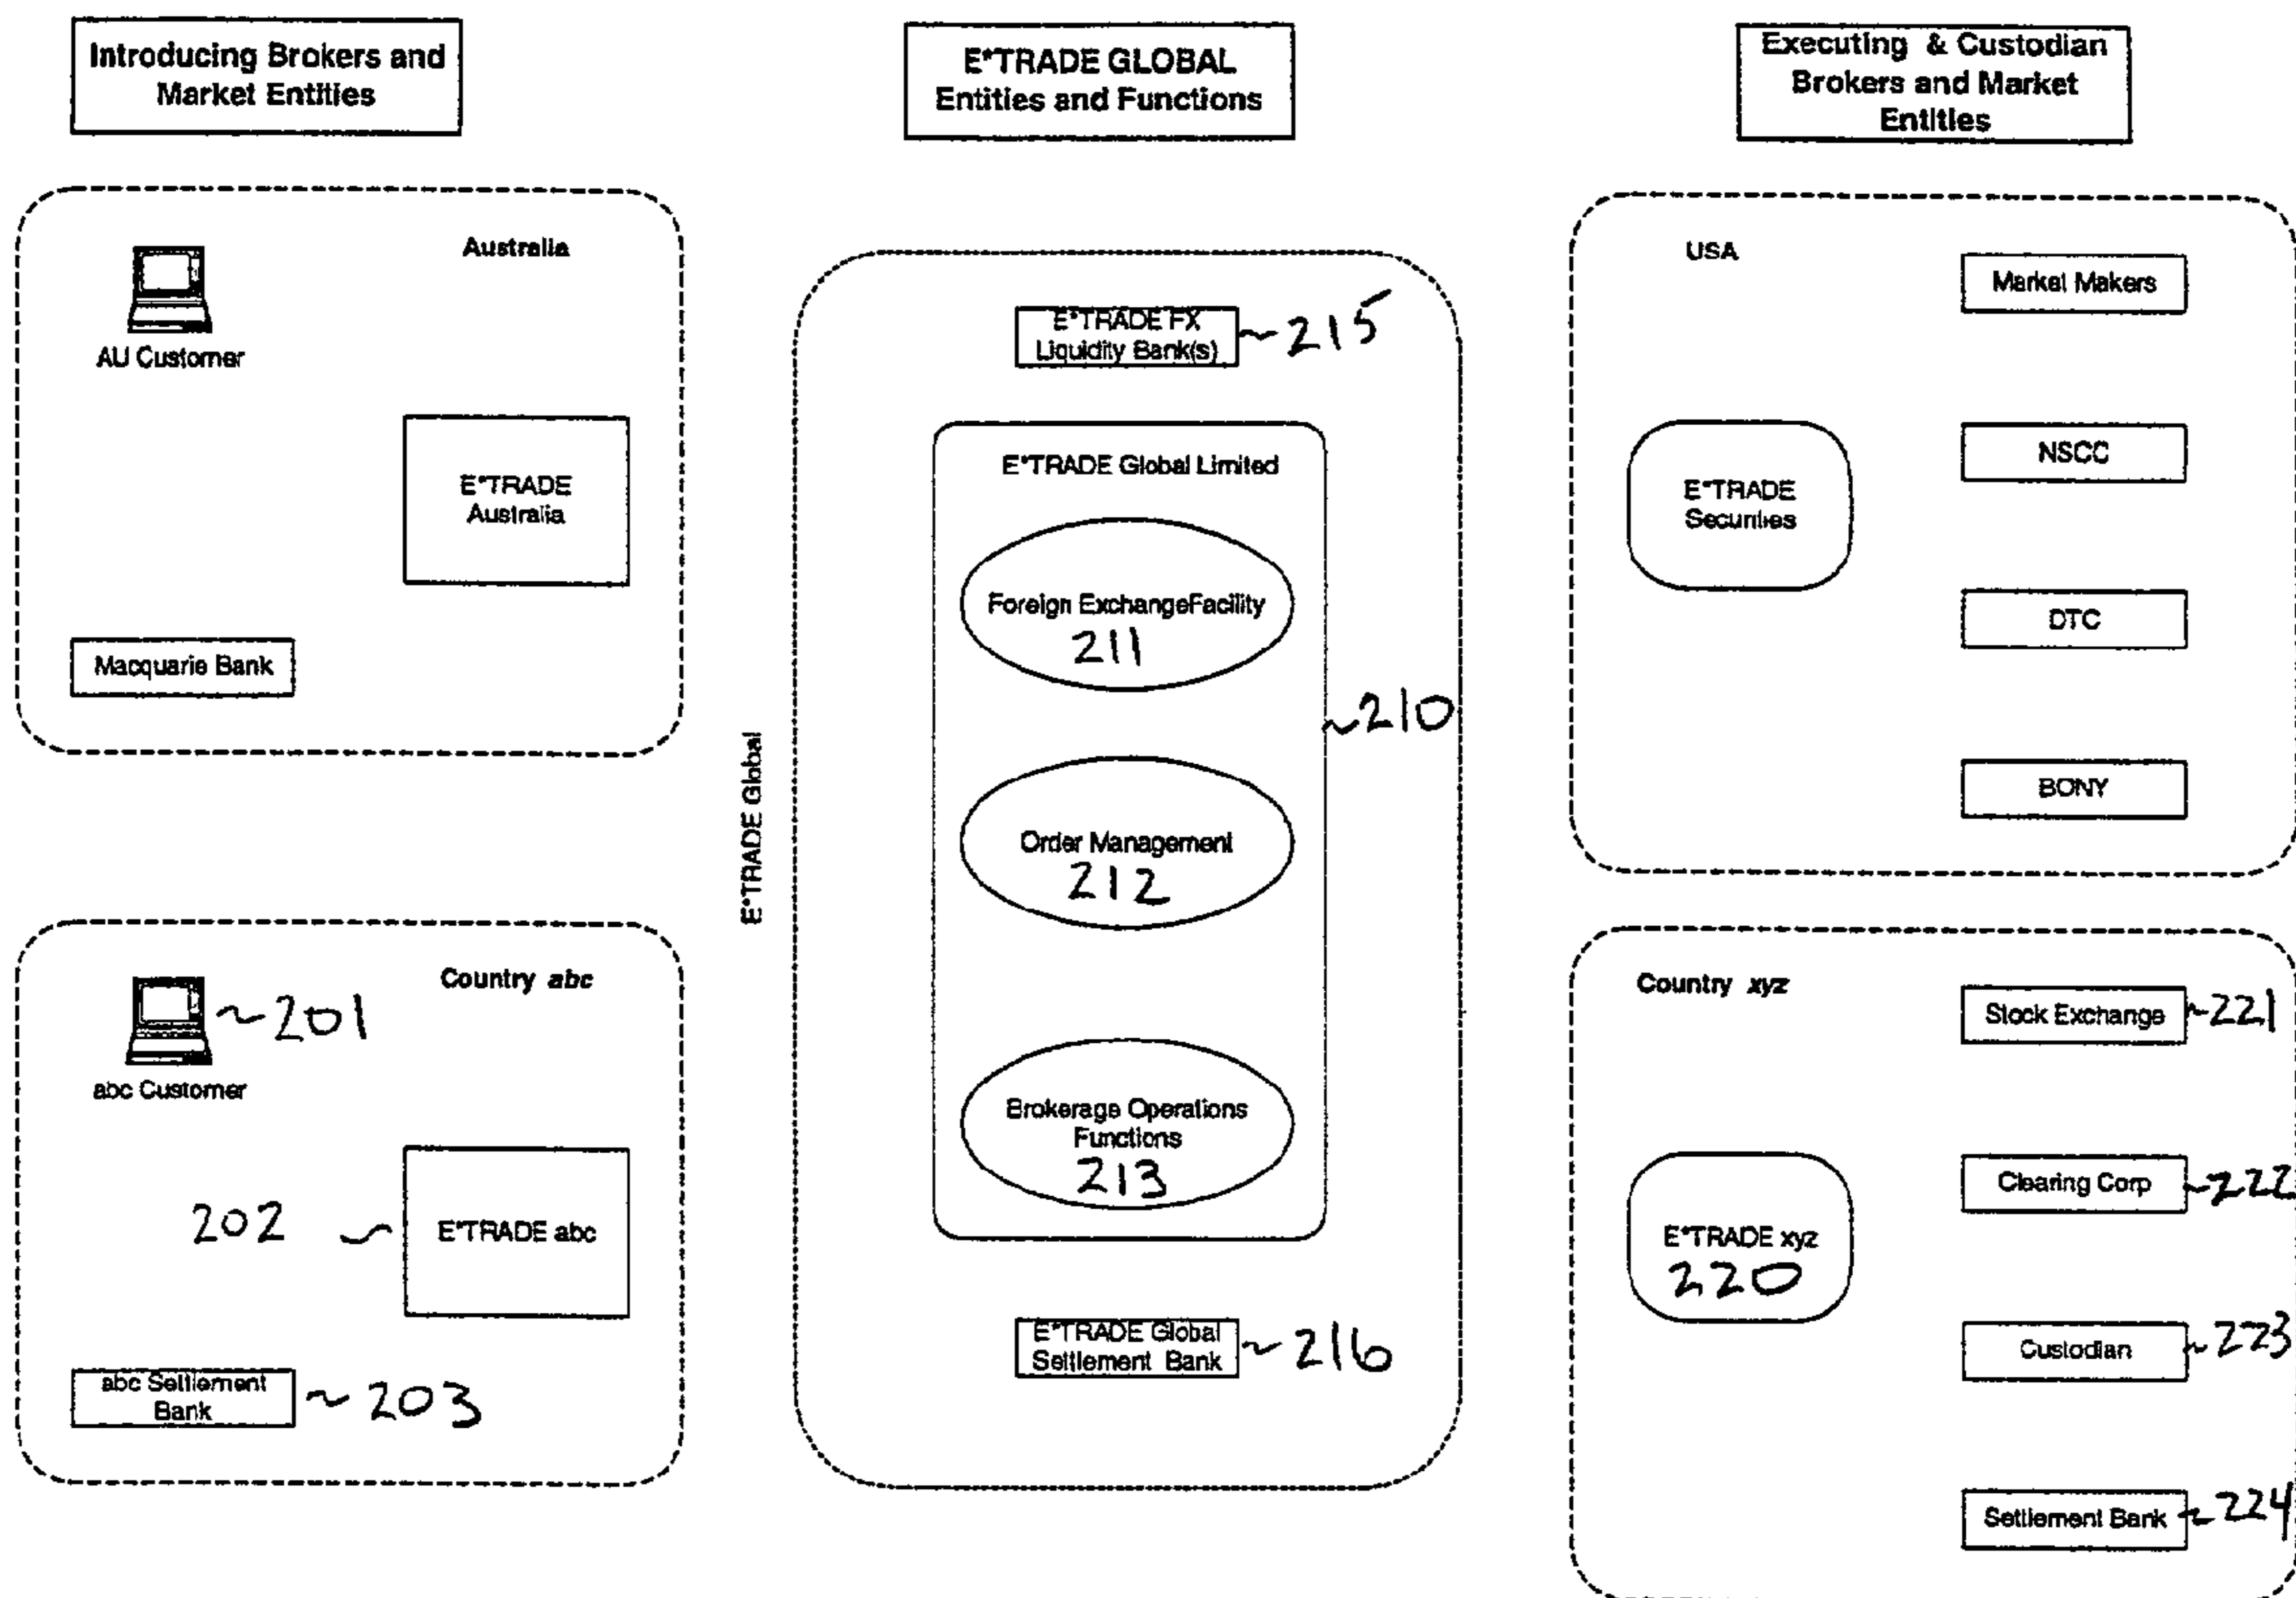 Introducing Brokers and
Market Entities
E*TRADE GLOBAL
Entities and Functions
Executing & Custodian
Brokers and Market
Entities
Australia
AU Customer
E*TRADE
Australia
Macquarie Bank
Country abc
~201
abc Customer
202 ~
E*TRADE abc
abc Settlement
Bank
~203
E*TRADE Global
E*TRADE FX
Liquidity Bank(s)
~215
E*TRADE Global Limited
Foreign ExchangeFacility
211
~210
Order Management
212
Brokerage Operations
Functions
213
E*TRADE Global
Settlement Bank
~216
USA
Market Makers
E*TRADE
Securities
NSCC
DTC
BONY
Country xyz
Stock Exchange
~221
Clearing Corp
~222
E*TRADE xyz
220
Custodian
~223
Settlement Bank
~224